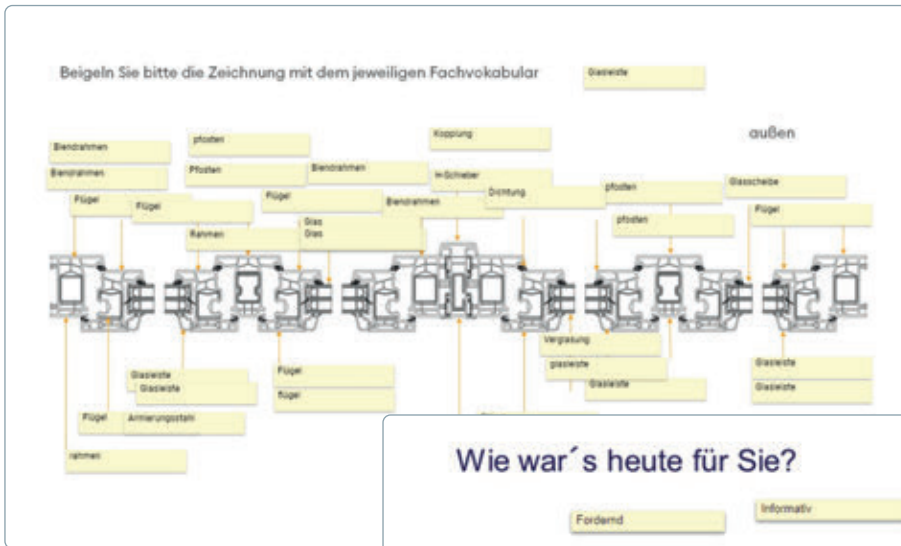 Beigeln Sie bitte die Zeichnung mit dem jeweiligen Fachvokabular
Glasleiste
außen
Blendrahmen
pfosten
Kopplung
Blendrahmen
Pfosten
Blendrahmen
In-Schieber
Glasscheibe
Flügel
Flügel
Flügel
Blendrahmen
Dichtung
pfosten
Flügel
Rahmen
Glas
Glas
pfosten
Verglasung
Glasleiste
Glasleiste
Flügel
glasleiste
Glasleiste
Glasleiste
flügel
Glasleiste
Flügel
Armierungsstahl
rahmen
Wie war´s heute für Sie?
Fordernd
Informativ